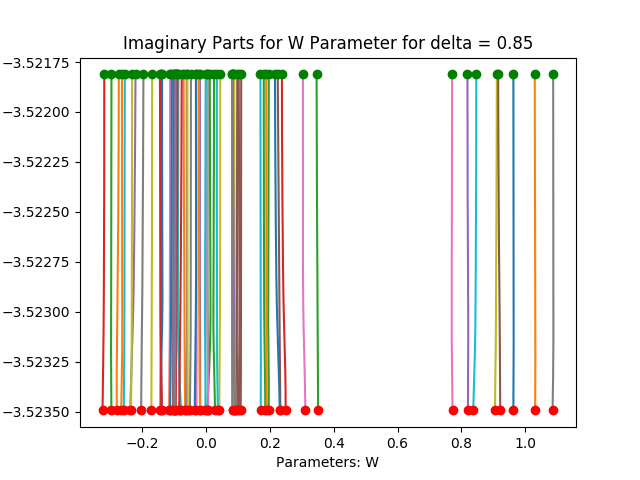 Imaginary Parts for W Parameter for delta = 0.85
−3.52175
−3.52200
−3.52225
−3.52250
−3.52275
−3.52300
−3.52325
−3.52350
−0.2 0.0 0.2 0.4 0.6 0.8 1.0
Parameters: W